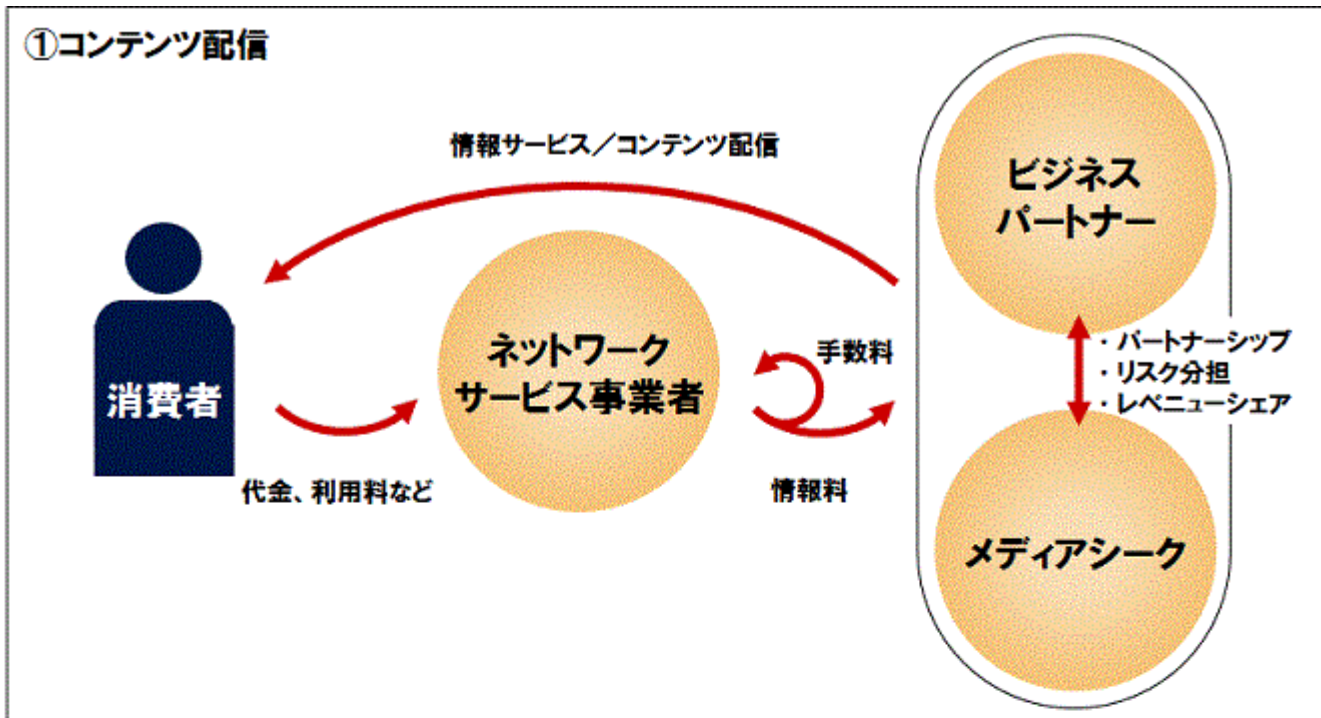 ①コンテンツ配信
情報サービス／コンテンツ配信
ビジネス
パートナー
消費者
ネットワーク
サービス事業者
手数料
・パートナーシップ
・リスク分担
・レベニューシェア
代金、利用料など
情報料
メディアシーク